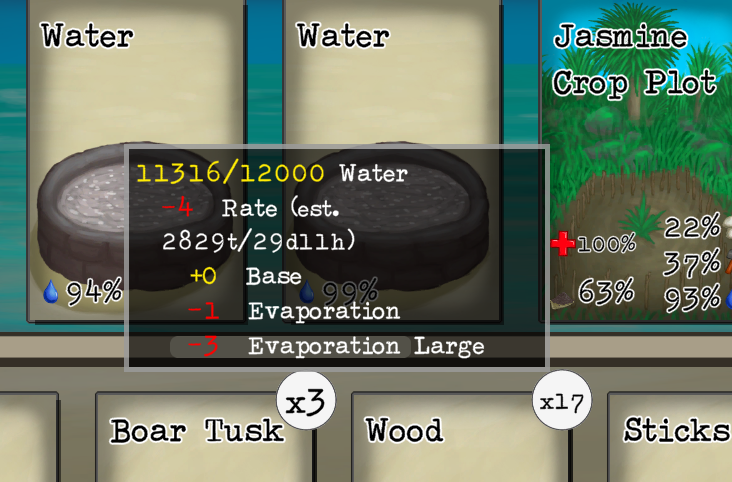 Water
Water
Jasmine
Crop Plot
11316/12000 Water
-4 Rate (est.
2829t/29d11h)
+0 Base
-1 Evaporation
-3 Evaporation Large
94%
99%
100%
63%
22%
37%
93%
x3
x17
Boar Tusk
Wood
Sticks